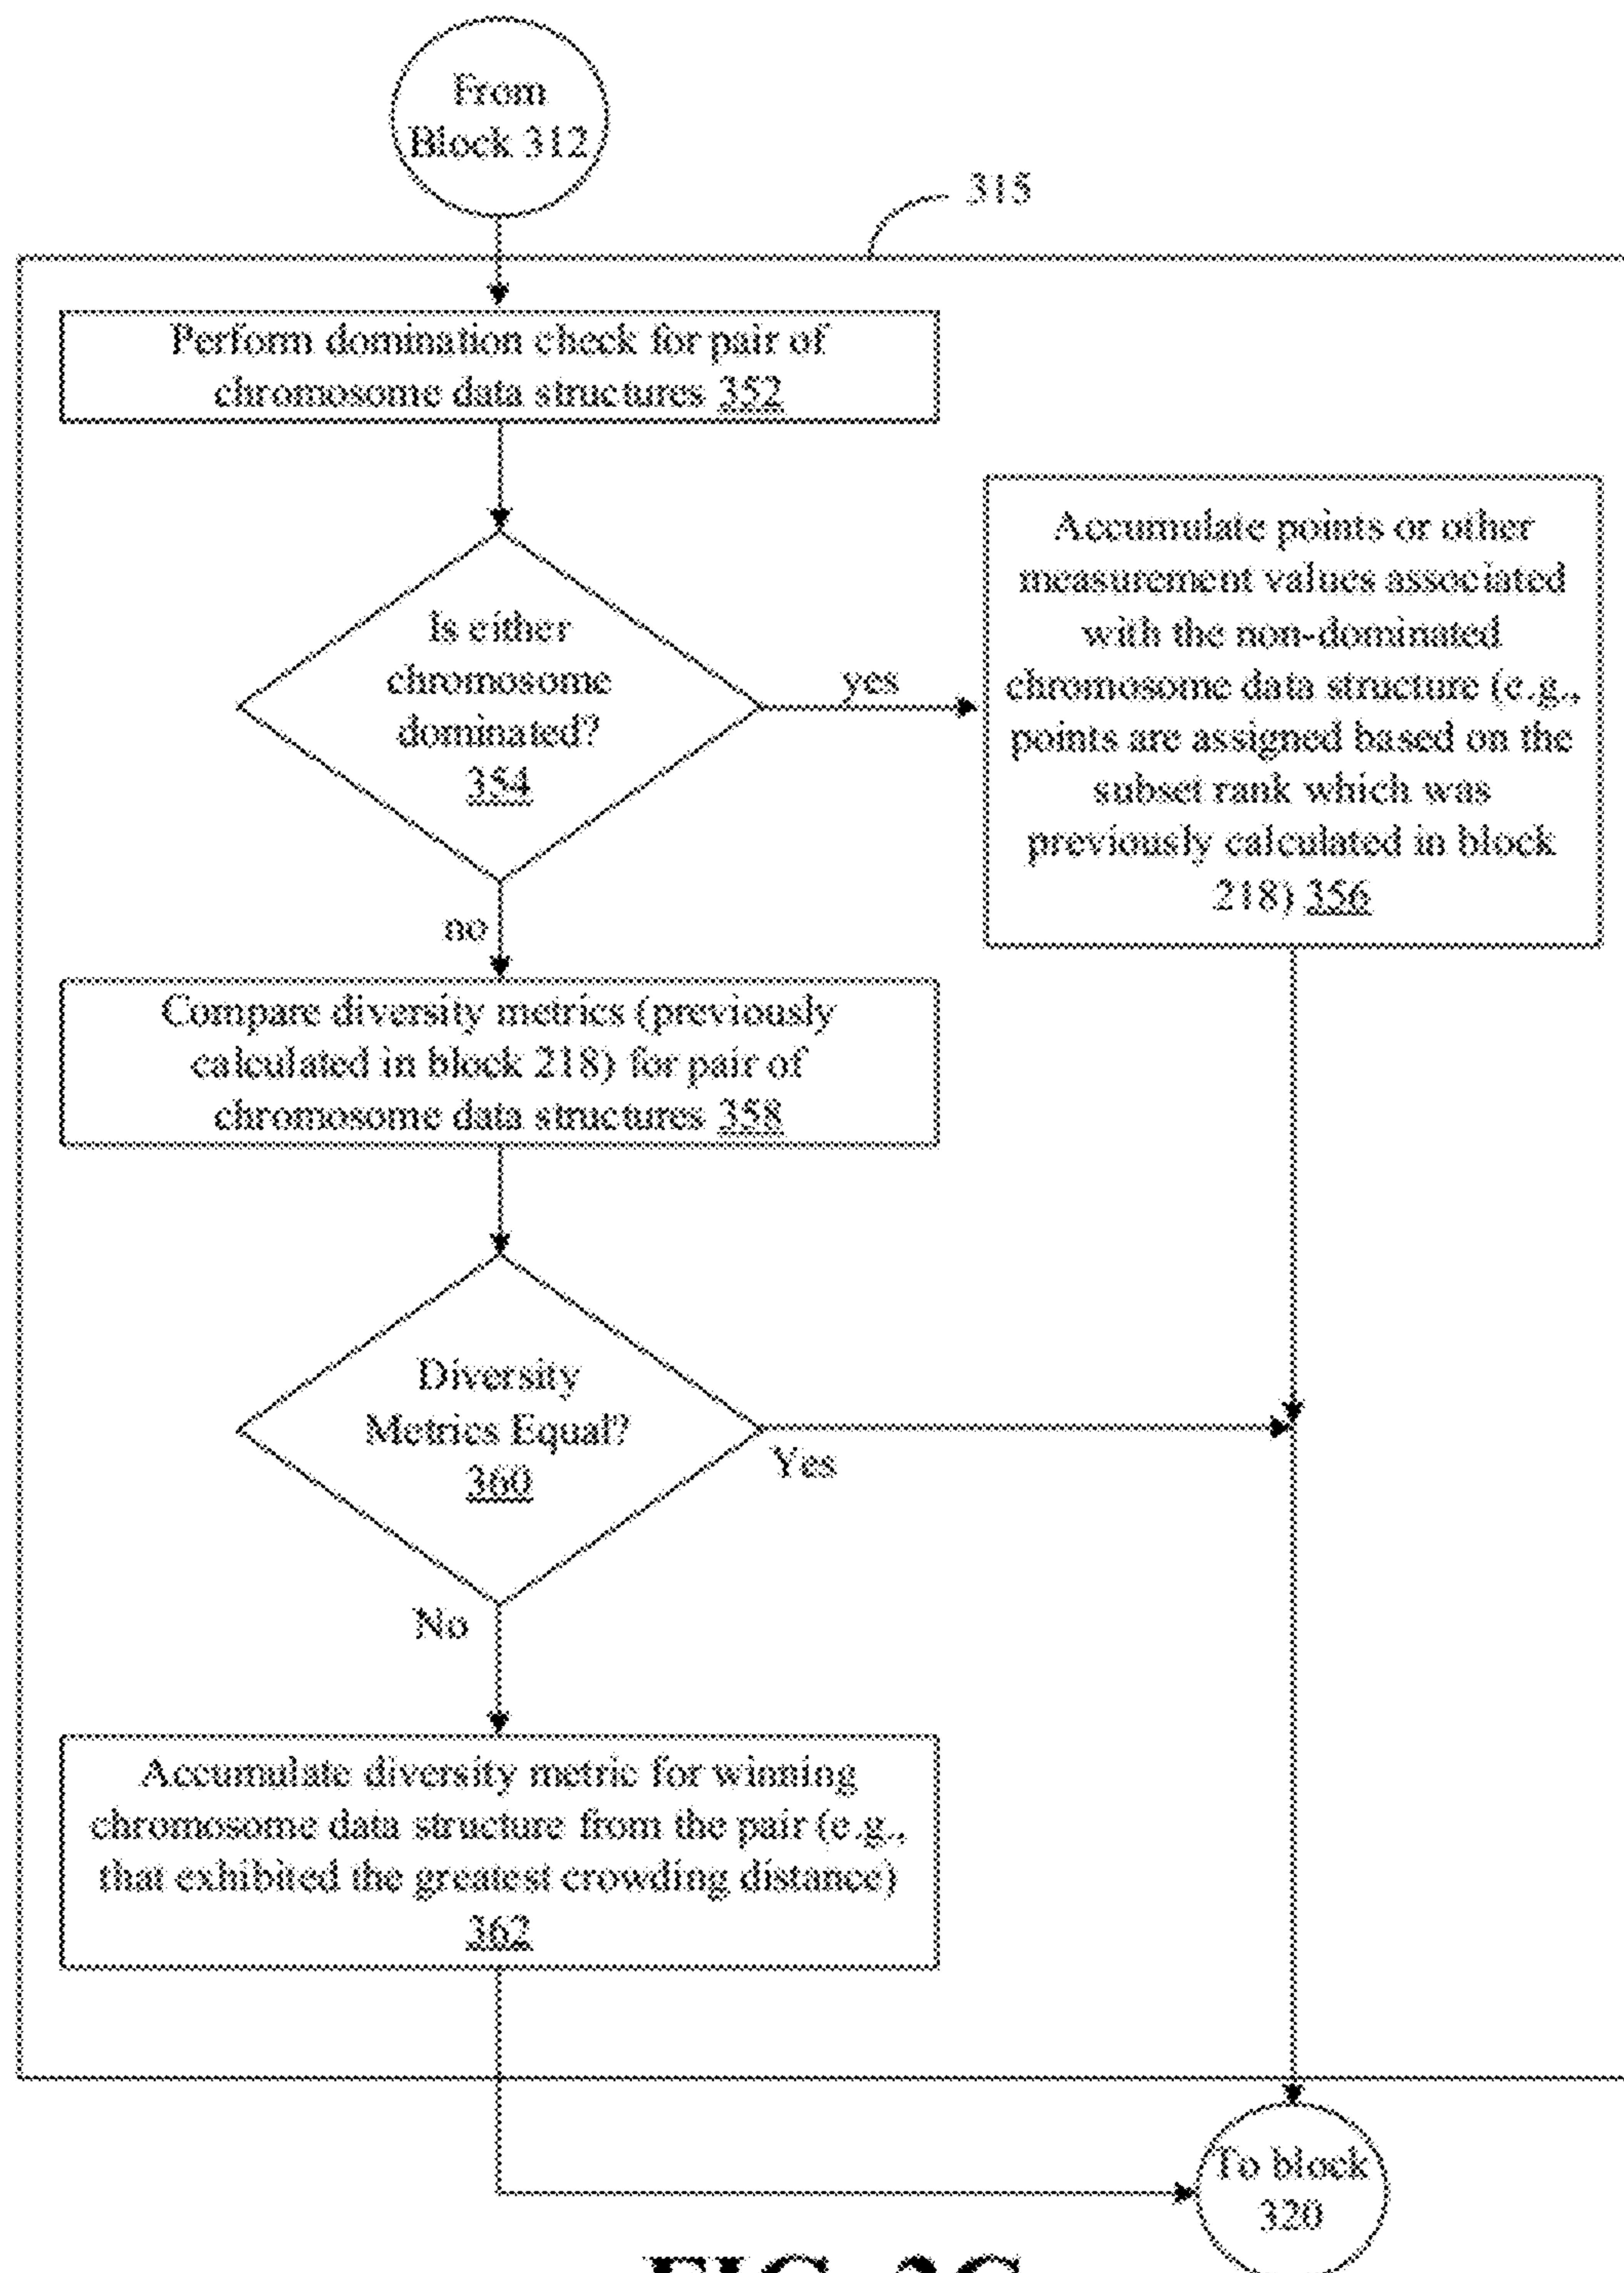 From
Block 312
315
Perform domination check for pair of
chromosome data structures 352
Is either
chromosome
dominated?
354
yes
Accumulate points or other
measurement values associated
with the non-dominated
chromosome data structure (e.g.,
points are assigned based on the
subset rank which was
previously calculated in block
218) 356
no
Compare diversity metrics (previously
calculated in block 218) for pair of
chromosome data structures 358
Diversity
Metrics Equal?
360
Yes
No
Accumulate diversity metric for winning
chromosome data structure from the pair (e.g.,
that exhibited the greatest crowding distance)
362
To block
320